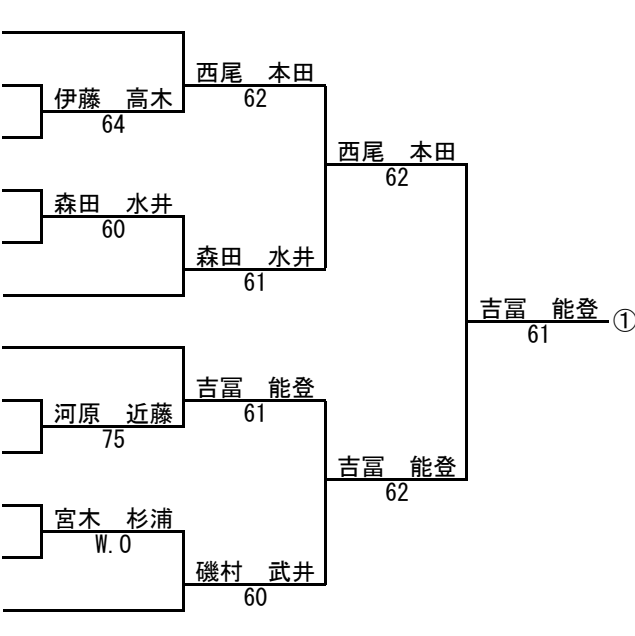 西尾　本田
62
伊藤　高木
64
西尾　本田
62
森田　水井
60
森田　水井
61
吉冨　能登
61
①
吉冨　能登
61
河原　近藤
75
吉冨　能登
62
宮木　杉浦
W.O
磯村　武井
60